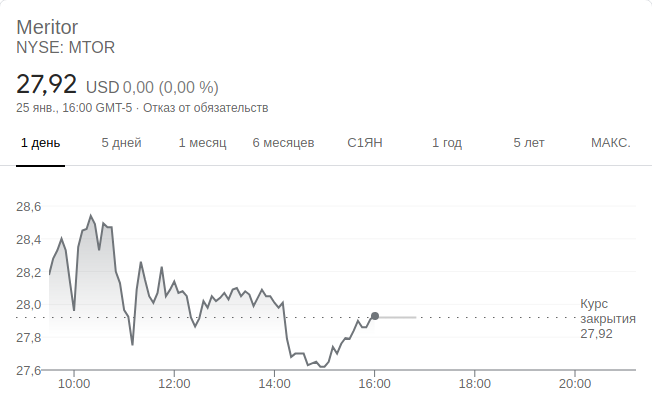 Meritor
NYSE: MTOR
27,92 USD 0,00 (0,00 %)
25 янв., 16:00 GMT-5 · Отказ от обязательств
1 день 5 дней 1 месяц 6 месяцев С1ЯН 1 год 5 лет МАКС.
28,6
28,4
28,2
28,0
27,8
27,6
Курс
закрытия
27,92
10:00 12:00 14:00 16:00 18:00 20:00